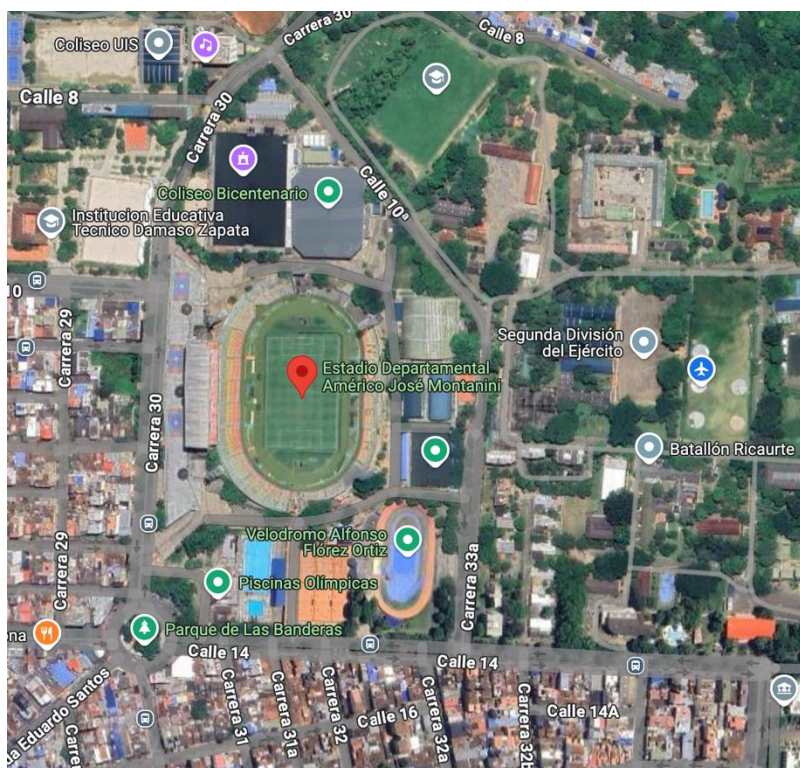 Coliseo UIS
Carrera 30
Calle 8
Calle 8
Carrera 30
Coliseo Bicentenario
Calle 10ª
Institucion Educativa
Tecnico Damaso Zapata
10
Carrera 29
Segunda División
del Ejército
Estadio Departamental
Américo José Montanini
Carrera 30
Batallón Ricaurte
Velodromo Alfonso
Flórez Ortiz
Carrera 29
Carrera 33a
Piscinas Olímpicas
ona
Parque de Las Banderas
Calle 14
Calle 14
da Eduardo Santos
Carrera 31
Carrera 31a
Carrera 32
Calle 16
Carrera 32a
Carrera 32b
Calle 14A
Carrer